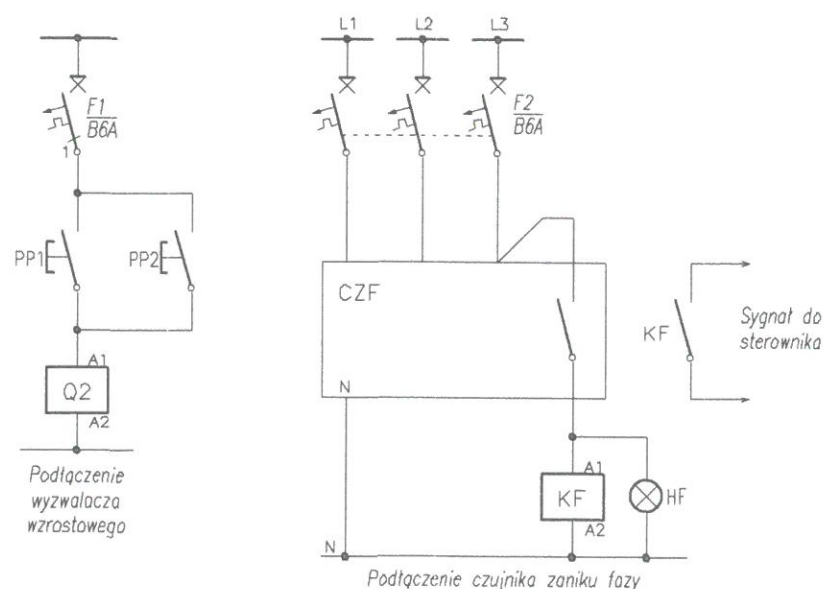 L1 L2 L3
F1
B6A
1
F2
B6A
PP1
PP2
CZF
KF
Sygnał do
sterownika
N
A1
Q2
A2
Podłączenie
wyzwalacza
wzrostowego
A1
KF
HF
A2
N
Podłączenie czujnika zaniku fazy